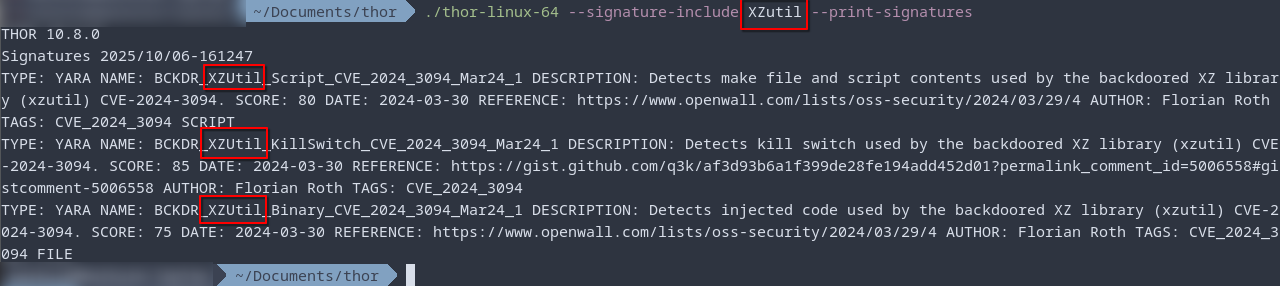 ~/Documents/thor ./thor-linux-64 --signature-include XZutil --print-signatures
THOR 10.8.0
Signatures 2025/10/06-161247
TYPE: YARA NAME: BCKDR_XZUtil_Script_CVE_2024_3094_Mar24_1 DESCRIPTION: Detects make file and script contents used by the backdoored XZ librar
y (xzutil) CVE-2024-3094. SCORE: 80 DATE: 2024-03-30 REFERENCE: https://www.openwall.com/lists/oss-security/2024/03/29/4 AUTHOR: Florian Roth
TAGS: CVE_2024_3094 SCRIPT
TYPE: YARA NAME: BCKDR_XZUtil_KillSwitch_CVE_2024_3094_Mar24_1 DESCRIPTION: Detects kill switch used by the backdoored XZ library (xzutil) CVE
-2024-3094. SCORE: 85 DATE: 2024-03-30 REFERENCE: https://gist.github.com/q3k/af3d93b6a1f399de28fe194add452d01?permalink_comment_id=5006558#gi
stcomment-5006558 AUTHOR: Florian Roth TAGS: CVE_2024_3094
TYPE: YARA NAME: BCKDR_XZUtil_Binary_CVE_2024_3094_Mar24_1 DESCRIPTION: Detects injected code used by the backdoored XZ library (xzutil) CVE-2
024-3094. SCORE: 75 DATE: 2024-03-30 REFERENCE: https://www.openwall.com/lists/oss-security/2024/03/29/4 AUTHOR: Florian Roth TAGS: CVE_2024_3
094 FILE
~/Documents/thor